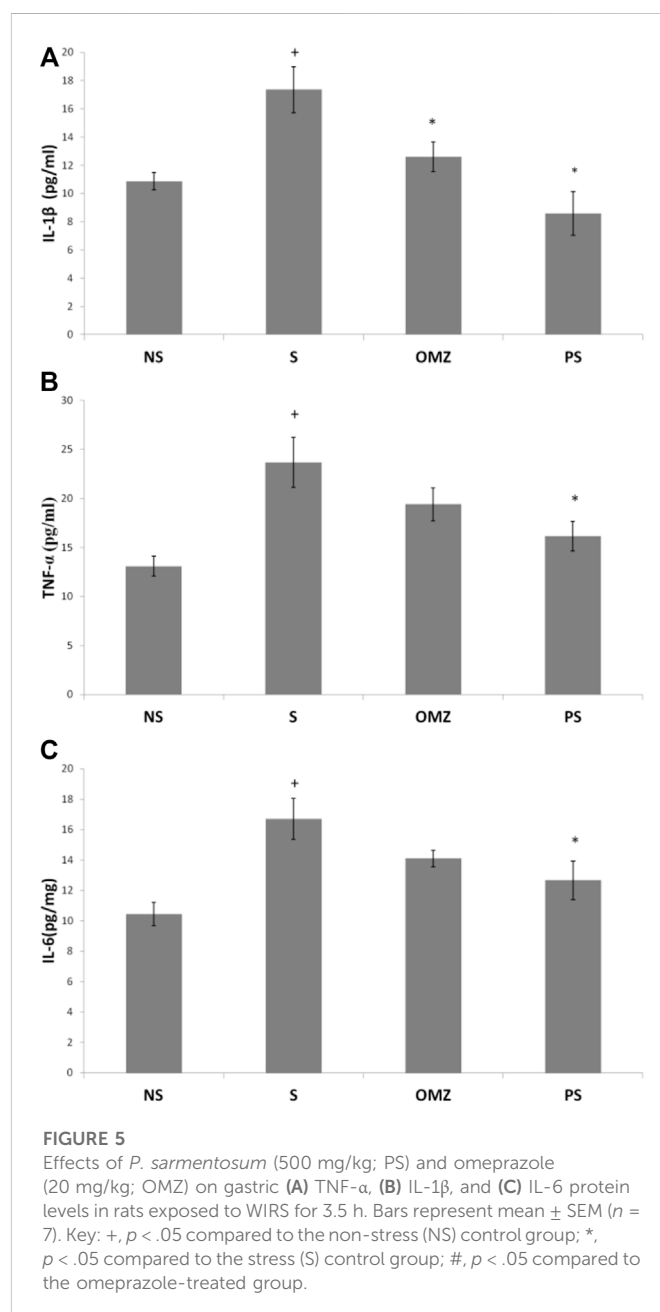 A
20
18
16
14
12
10
8
6
4
2
0
IL-1β (pg/ml)
+
*
*
NS S OMZ PS
B
30
25
20
15
10
5
0
TNF-α (pg/ml)
+
*
NS S OMZ PS
C
20
18
16
14
12
10
8
6
4
2
0
IL-6(pg/mg)
+
*
NS S OMZ PS
FIGURE 5
Effects of P. sarmentosum (500 mg/kg; PS) and omeprazole
(20 mg/kg; OMZ) on gastric (A) TNF-α, (B) IL-1β, and (C) IL-6 protein
levels in rats exposed to WIRS for 3.5 h. Bars represent mean ± SEM (n =
7). Key: +, p < .05 compared to the non-stress (NS) control group; *,
p < .05 compared to the stress (S) control group; #, p < .05 compared to
the omeprazole-treated group.